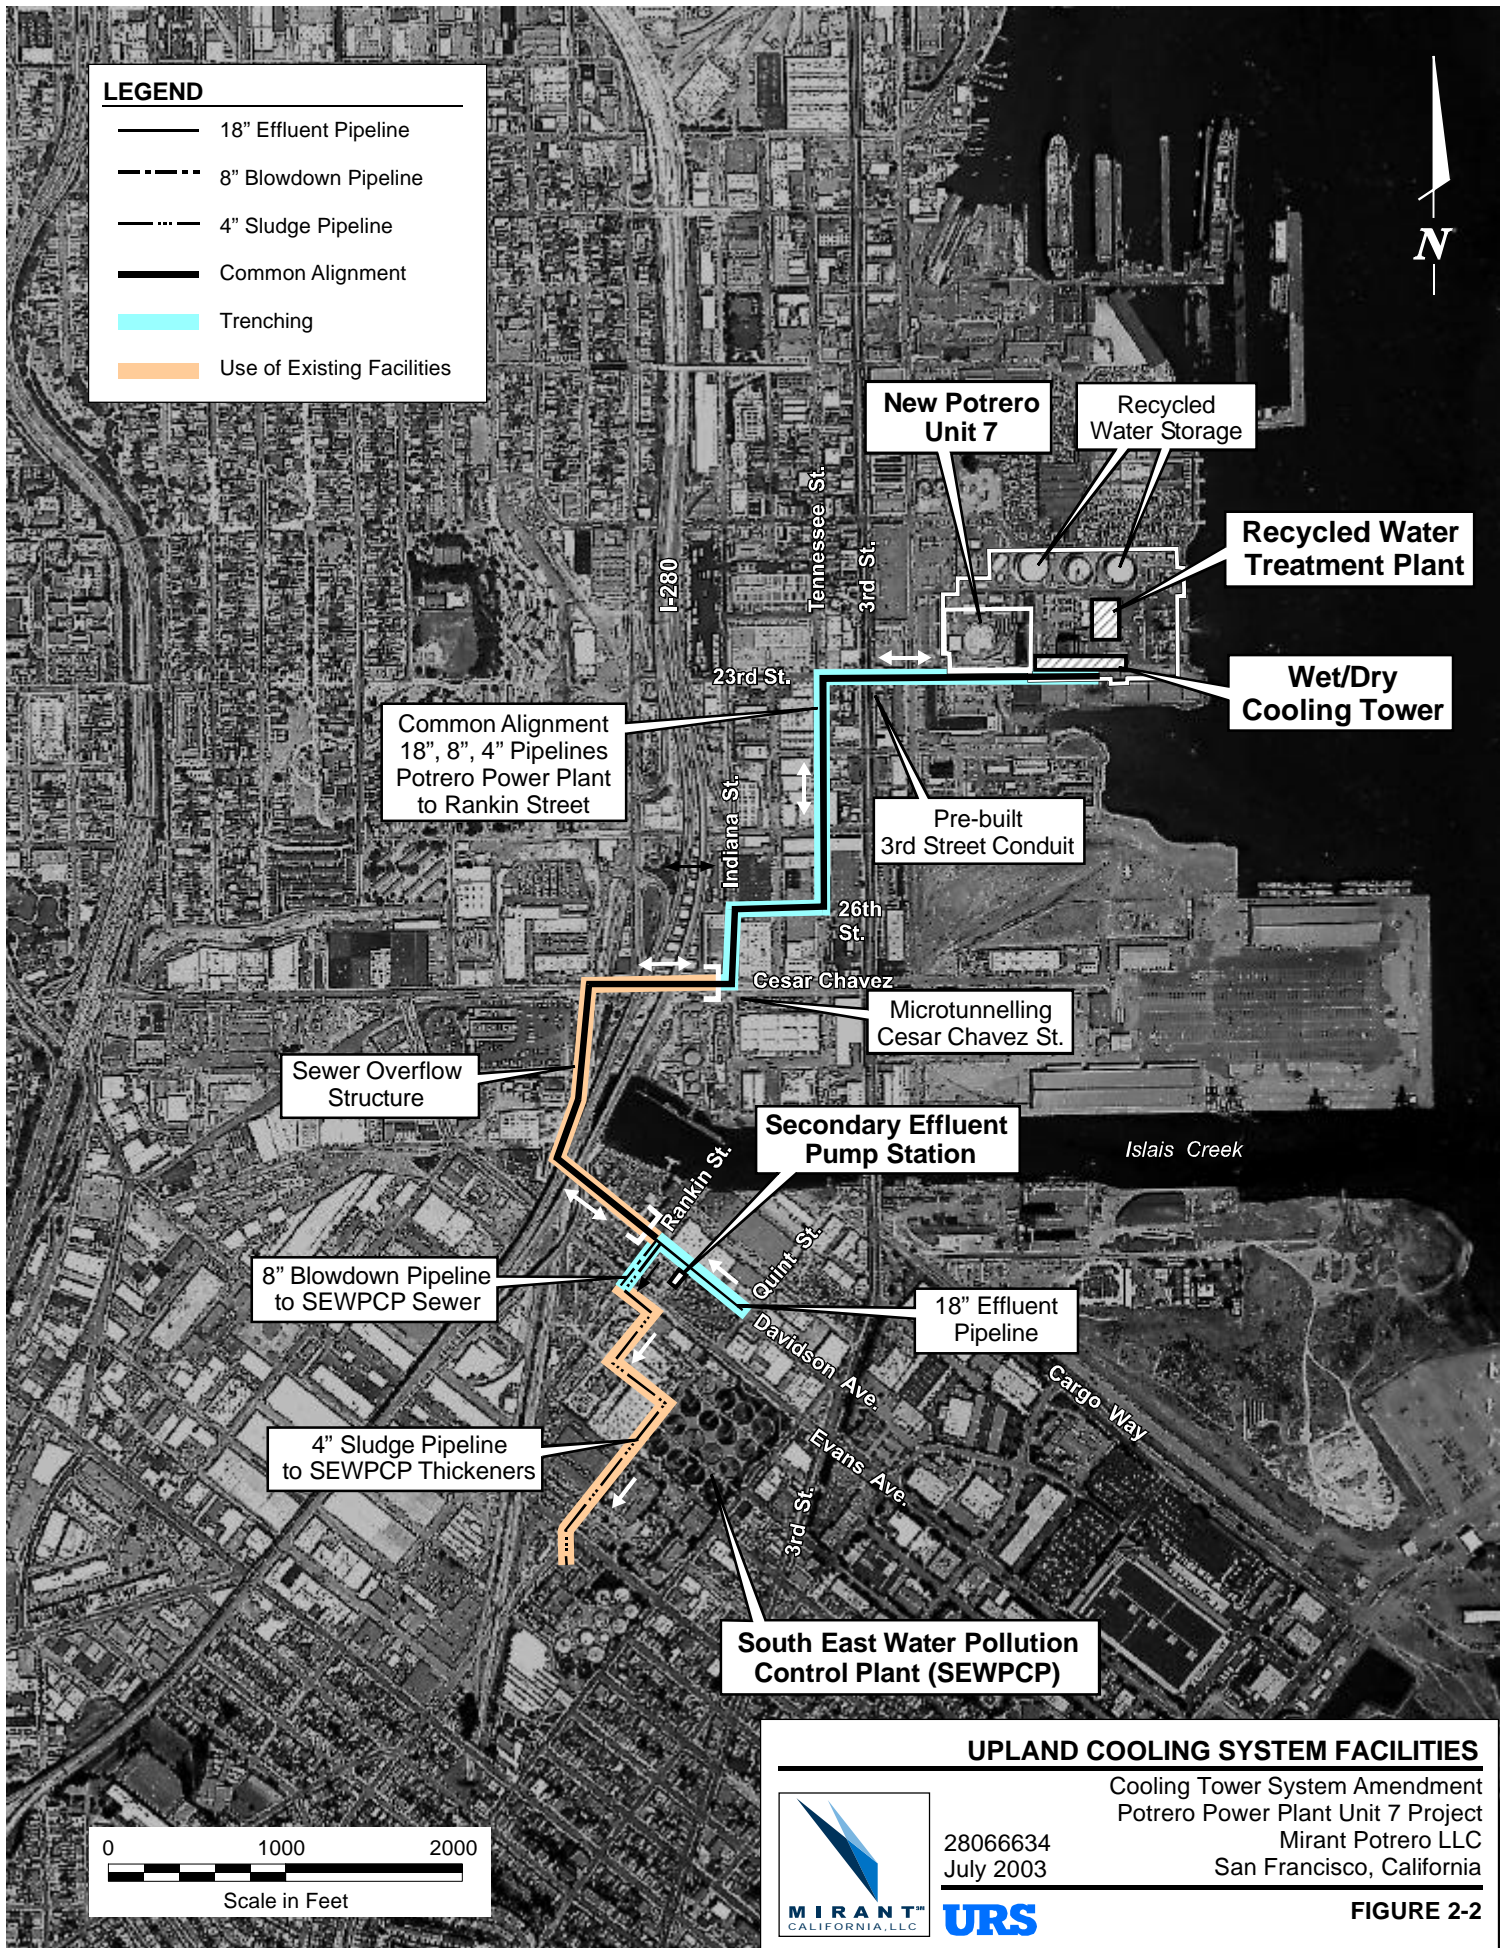 LEGEND
18” Effluent Pipeline
8” Blowdown Pipeline
4” Sludge Pipeline
Common Alignment
Trenching
Use of Existing Facilities
N
New Potrero
Unit 7
Recycled
Water Storage
Recycled Water
Treatment Plant
Wet/Dry
Cooling Tower
I-280
Tennessee St.
3rd St.
23rd St.
Common Alignment
18”, 8”, 4” Pipelines
Potrero Power Plant
to Rankin Street
Indiana St.
Pre-built
3rd Street Conduit
26th
St.
Cesar Chavez
Microtunnelling
Cesar Chavez St.
Sewer Overflow
Structure
Secondary Effluent
Pump Station
Islais Creek
Rankin St.
Quint St.
8” Blowdown Pipeline
to SEWPCP Sewer
18” Effluent
Pipeline
Davidson Ave.
Cargo Way
Evans Ave.
3rd St.
4” Sludge Pipeline
to SEWPCP Thickeners
South East Water Pollution
Control Plant (SEWPCP)
0 1000 2000
Scale in Feet
UPLAND COOLING SYSTEM FACILITIES
Cooling Tower System Amendment
Potrero Power Plant Unit 7 Project
Mirant Potrero LLC
San Francisco, California
28066634
July 2003
MIRANT℠
CALIFORNIA, LLC
URS
FIGURE 2-2